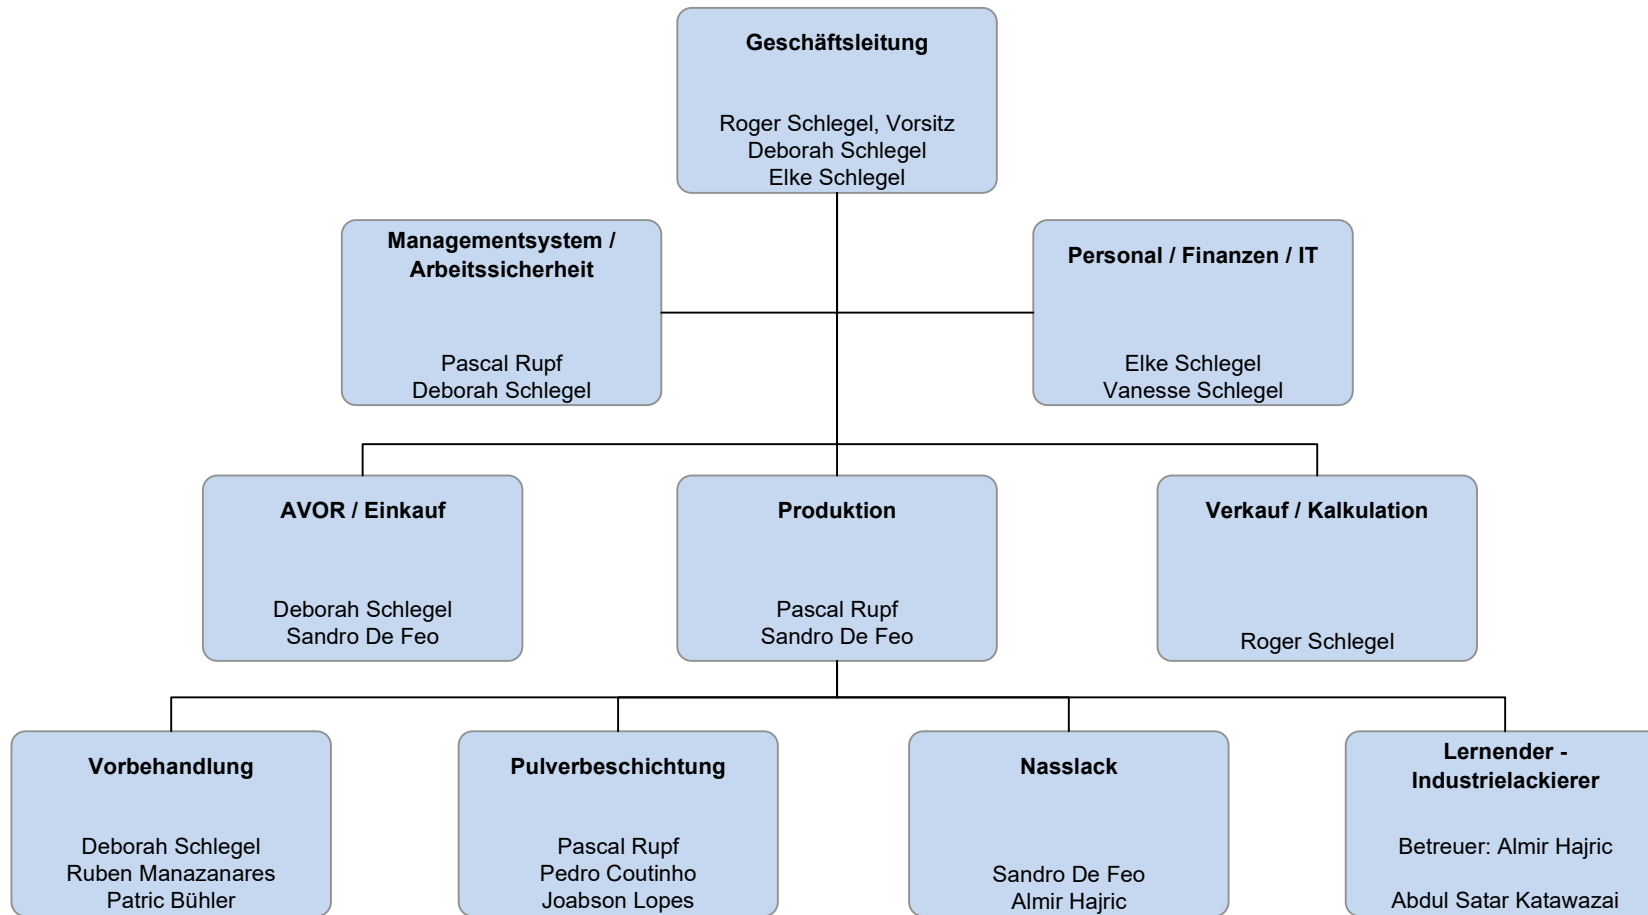 Geschäftsleitung
Roger Schlegel, Vorsitz
Deborah Schlegel
Elke Schlegel
Managementsystem /
Arbeitssicherheit
Pascal Rupf
Deborah Schlegel
Personal / Finanzen / IT
Elke Schlegel
Vanesse Schlegel
AVOR / Einkauf
Deborah Schlegel
Sandro De Feo
Produktion
Pascal Rupf
Sandro De Feo
Verkauf / Kalkulation
Roger Schlegel
Vorbehandlung
Deborah Schlegel
Ruben Manazanares
Patric Bühler
Pulverbeschichtung
Pascal Rupf
Pedro Coutinho
Joabson Lopes
Nasslack
Sandro De Feo
Almir Hajric
Lernender -
Industrielackierer
Betreuer: Almir Hajric
Abdul Satar Katawazai